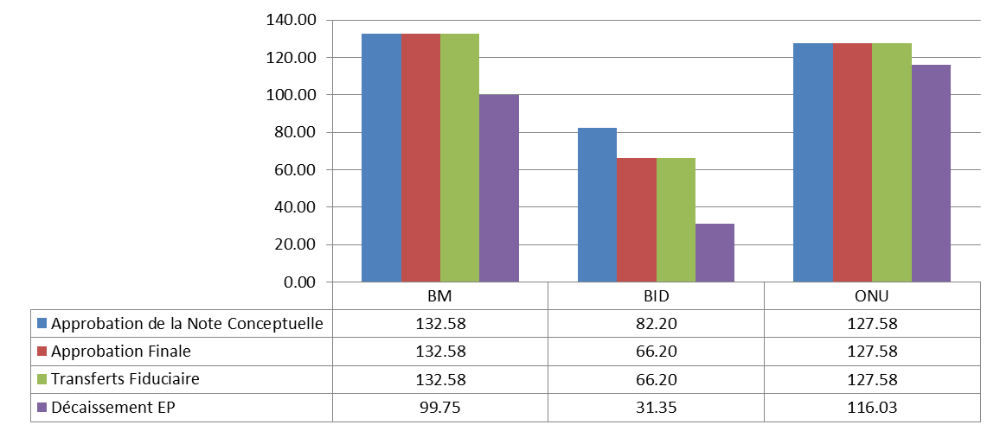 140.00
120.00
100.00
80.00
60.00
40.00
20.00
0.00
BM BID ONU
Approbation de la Note Conceptuelle 132.58 82.20 127.58
Approbation Finale 132.58 66.20 127.58
Transferts Fiduciaire 132.58 66.20 127.58
Décaissement EP 99.75 31.35 116.03